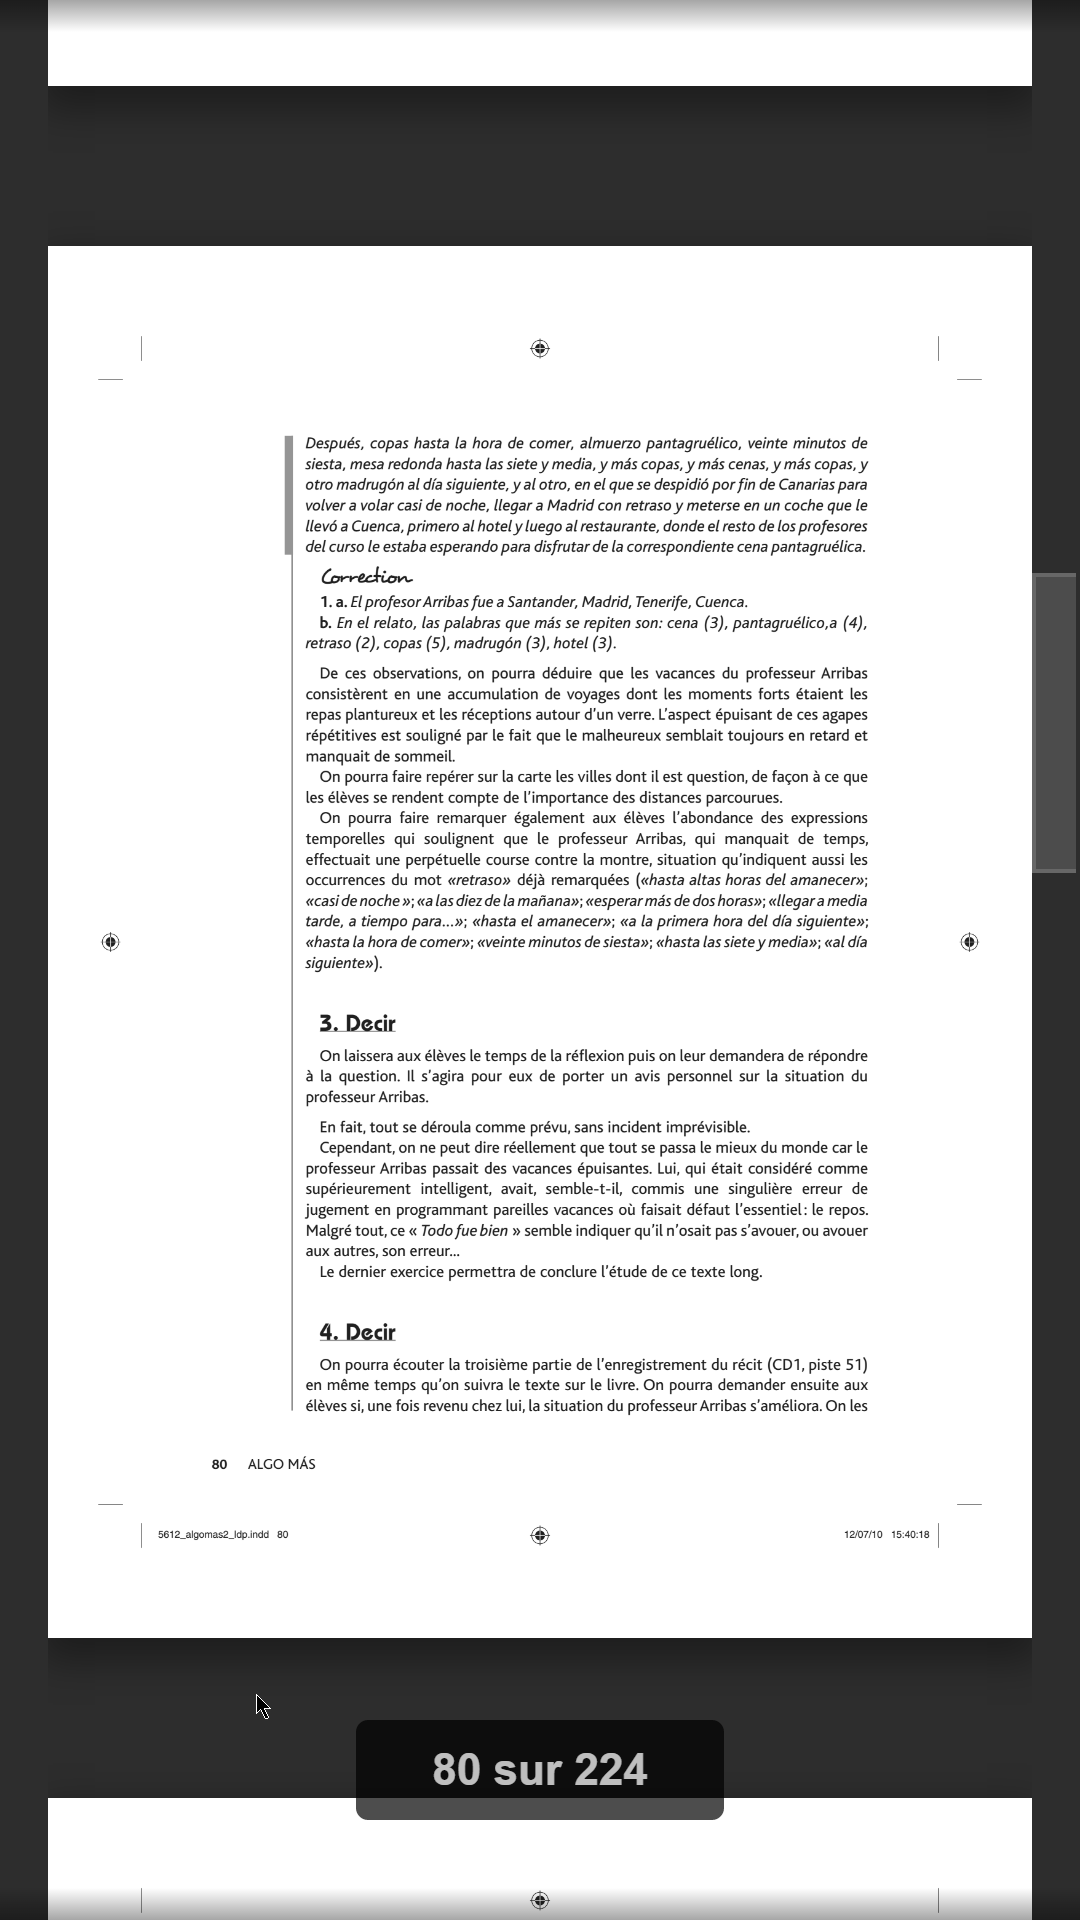 Después, copas hasta la hora de comer, almuerzo pantagruélico, veinte minutos de
siesta, mesa redonda hasta las siete y media, y más copas, y más cenas, y más copas, y
otro madrugón al día siguiente, y al otro, en el que se despidió por fin de Canarias para
volver a volar casi de noche, llegar a Madrid con retraso y meterse en un coche que le
llevó a Cuenca, primero al hotel y luego al restaurante, donde el resto de los profesores
del curso le estaba esperando para disfrutar de la correspondiente cena pantagruélica.
Correction
1. a. El profesor Arribas fue a Santander, Madrid, Tenerife, Cuenca.
b. En el relato, las palabras que más se repiten son: cena (3), pantagruélico,a (4),
retraso (2), copas (5), madrugón (3), hotel (3).
De ces observations, on pourra déduire que les vacances du professeur Arribas
consistèrent en une accumulation de voyages dont les moments forts étaient les
repas plantureux et les réceptions autour d'un verre. L'aspect épuisant de ces agapes
répétitives est souligné par le fait que le malheureux semblait toujours en retard et
manquait de sommeil.
On pourra faire repérer sur la carte les villes dont il est question, de façon à ce que
les élèves se rendent compte de l'importance des distances parcourues.
On pourra faire remarquer également aux élèves l'abondance des expressions
temporelles qui soulignent que le professeur Arribas, qui manquait de temps,
effectuait une perpétuelle course contre la montre, situation qu'indiquent aussi les
occurrences du mot «retraso» déjà remarquées («hasta altas horas del amanecer»;
«casi de noche »; «a las diez de la mañana»; «esperar más de dos horas»; «llegar a media
tarde, a tiempo para...»; «hasta el amanecer»; «a la primera hora del día siguiente»;
«hasta la hora de comer»; «veinte minutos de siesta»; «hasta las siete y media»; «al día
siguiente»).
3. Decir
On laissera aux élèves le temps de la réflexion puis on leur demandera de répondre
à la question. Il s'agira pour eux de porter un avis personnel sur la situation du
professeur Arribas.
En fait, tout se déroula comme prévu, sans incident imprévisible.
Cependant, on ne peut dire réellement que tout se passa le mieux du monde car le
professeur Arribas passait des vacances épuisantes. Lui, qui était considéré comme
supérieurement intelligent, avait, semble-t-il, commis une singulière erreur de
jugement en programmant pareilles vacances où faisait défaut l'essentiel : le repos.
Malgré tout, ce « Todo fue bien » semble indiquer qu'il n'osait pas s'avouer, ou avouer
aux autres, son erreur...
Le dernier exercice permettra de conclure l'étude de ce texte long.
4. Decir
On pourra écouter la troisième partie de l'enregistrement du récit (CD1, piste 51)
en même temps qu'on suivra le texte sur le livre. On pourra demander ensuite aux
élèves si, une fois revenu chez lui, la situation du professeur Arribas s'améliora. On les
80 ALGO MÁS
5612_algomas2_ldp.indd 80
12/07/10 15:40:18
80 sur 224